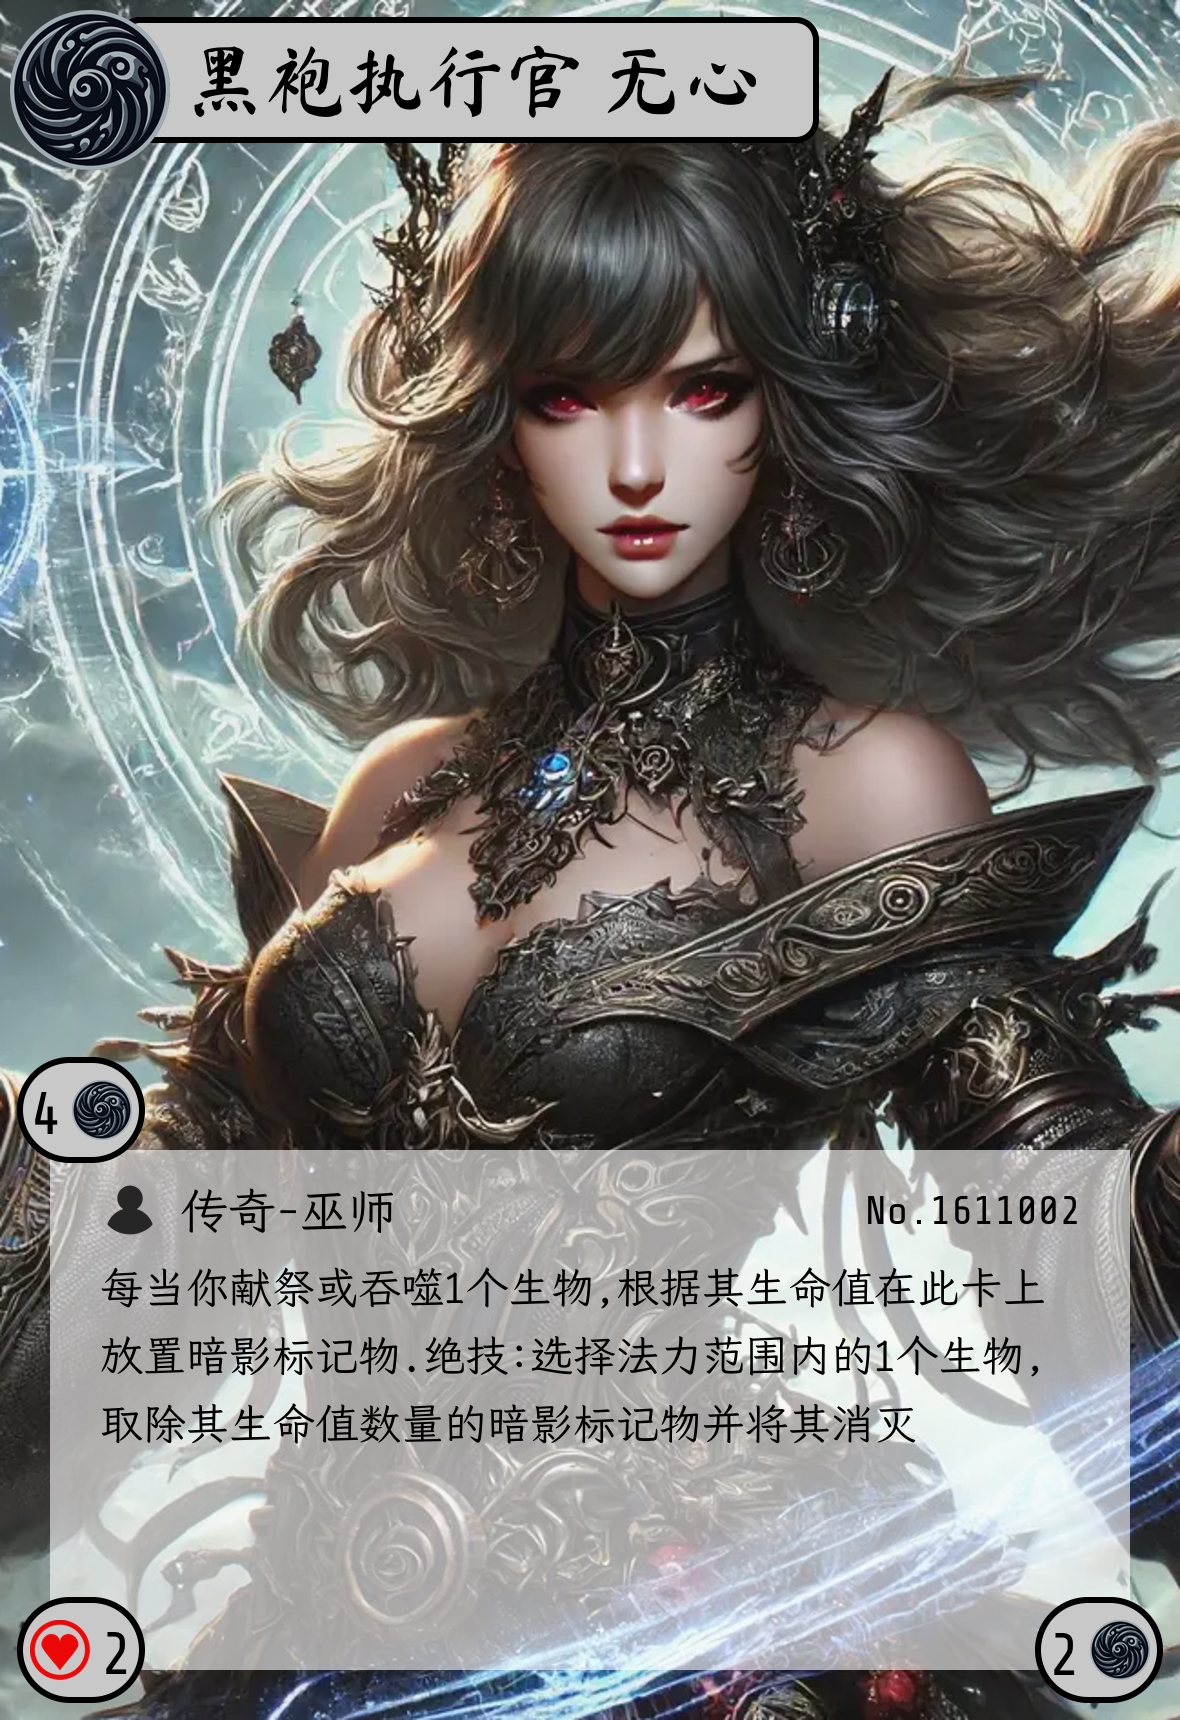 黑袍执行官 无心
4
传奇-巫师
No.1611002
每当你献祭或吞噬1个生物,根据其生命值在此卡上
放置暗影标记物.绝技:选择法力范围内的1个生物,
取除其生命值数量的暗影标记物并将其消灭
2
2